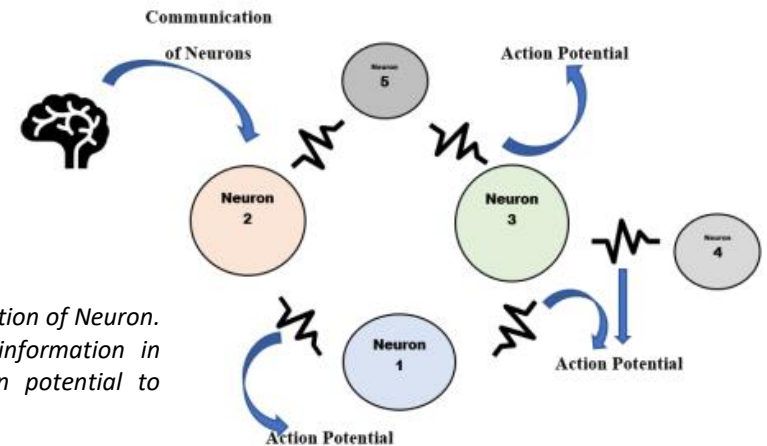 Communication
of Neurons
Neuron
5
Action Potential
Neuron
2
Neuron
3
Neuron
4
tion of Neuron.
information in
n potential to
Neuron
1
Action Potential
Action Potential